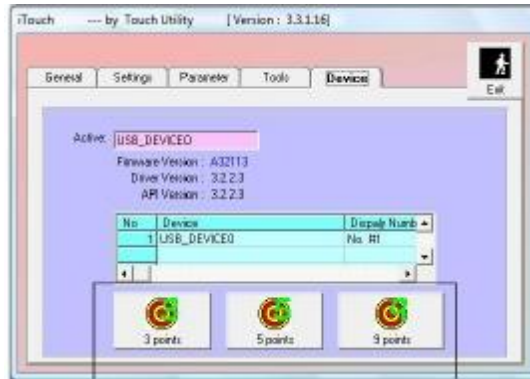 iTouch --- by Touch Utility [Version : 3.3.1.16]
Exit
General Settings Parameter Tools Device
Active: USB_DEVICE0
Firmware Version : A32113
Driver Version : 3.2.2.3
API Version : 3.2.2.3
No Device Dispaly Numb
1 USB_DEVICE0 No. #1
3 points 5 points 9 points